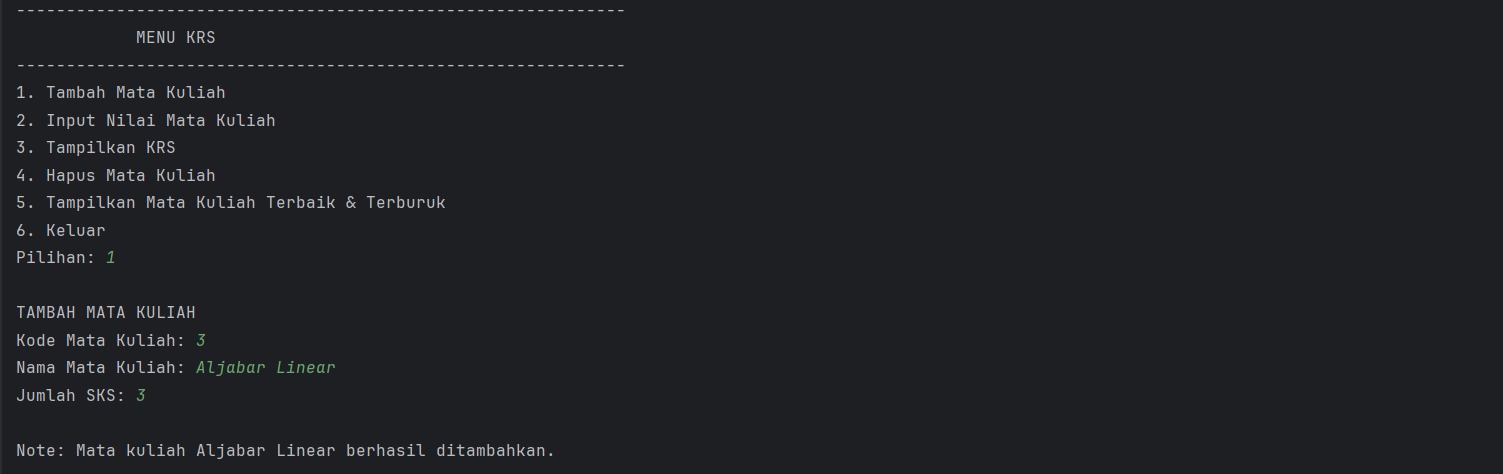 -------------------------------------------------------------
MENU KRS
-------------------------------------------------------------
1. Tambah Mata Kuliah
2. Input Nilai Mata Kuliah
3. Tampilkan KRS
4. Hapus Mata Kuliah
5. Tampilkan Mata Kuliah Terbaik & Terburuk
6. Keluar
Pilihan: 1
TAMBAH MATA KULIAH
Kode Mata Kuliah: 3
Nama Mata Kuliah: Aljabar Linear
Jumlah SKS: 3
Note: Mata kuliah Aljabar Linear berhasil ditambahkan.